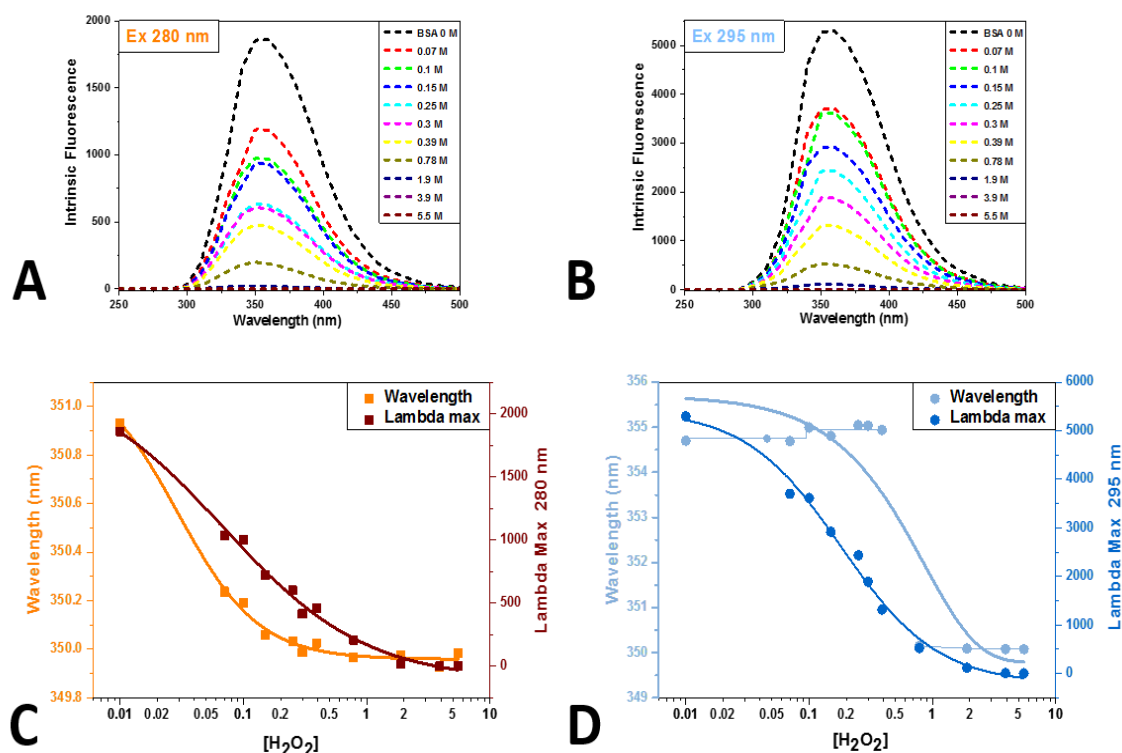 Ex 280 nm
BSA 0 M
0.07 M
0.1 M
0.15 M
0.25 M
0.3 M
0.39 M
0.78 M
1.9 M
3.9 M
5.5 M
2000
1500
1000
500
0
Intrinsic Fluorescence
250 300 350 400 450 500
Wavelength (nm)
A
Ex 295 nm
BSA 0 M
0.07 M
0.1 M
0.15 M
0.25 M
0.3 M
0.39 M
0.78 M
1.9 M
3.9 M
5.5 M
5000
4000
3000
2000
1000
0
Intrinsic Fluorescence
250 300 350 400 450 500
Wavelength (nm)
B
Wavelength
Lambda max
351.0
350.8
350.6
350.4
350.2
350.0
349.8
Wavelength (nm)
2000
1500
1000
500
0
Lambda Max 280 nm
0.01 0.02 0.05 0.1 0.2 0.5 1 2 5 10
[H₂O₂]
C
Wavelength
Lambda max
356
355
354
353
352
351
350
349
Wavelength (nm)
6000
5000
4000
3000
2000
1000
0
Lambda Max 295 nm
0.01 0.02 0.05 0.1 0.2 0.5 1 2 5 10
[H₂O₂]
D